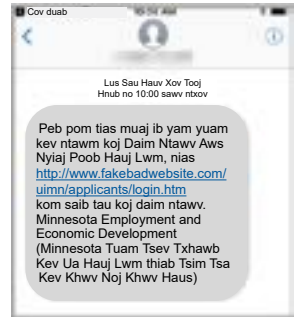 Cov duab
10:34 AM
Lus Sau Hauv Xov Tooj
Hnub no 10:00 sawv ntxov
Peb pom tias muaj ib yam yuam
kev ntawm koj Daim Ntawv Aws
Nyiaj Poob Hauj Lwm, nias
http://www.fakebadwebsite.com/
uimn/applicants/login.htm
kom saib tau koj daim ntawv.
Minnesota Employment and
Economic Development
(Minnesota Tuam Tsev Txhawb
Kev Ua Hauj Lwm thiab Tsim Tsa
Kev Khwv Noj Khwv Haus)